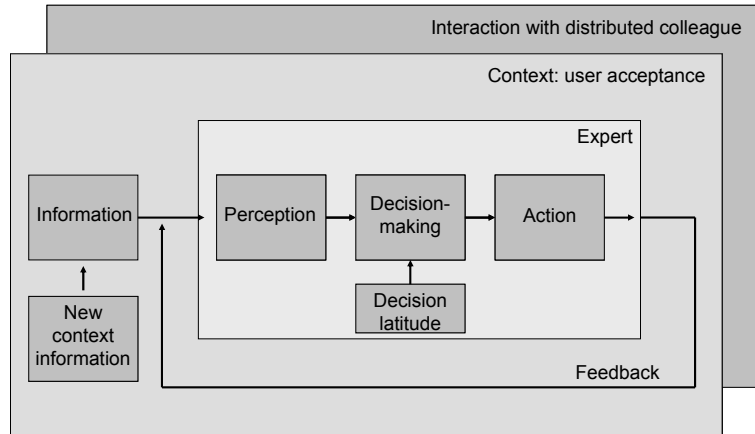 Interaction with distributed colleague
Context: user acceptance
Expert
Information
Perception
Decision-
making
Action
New
context
information
Decision
latitude
Feedback